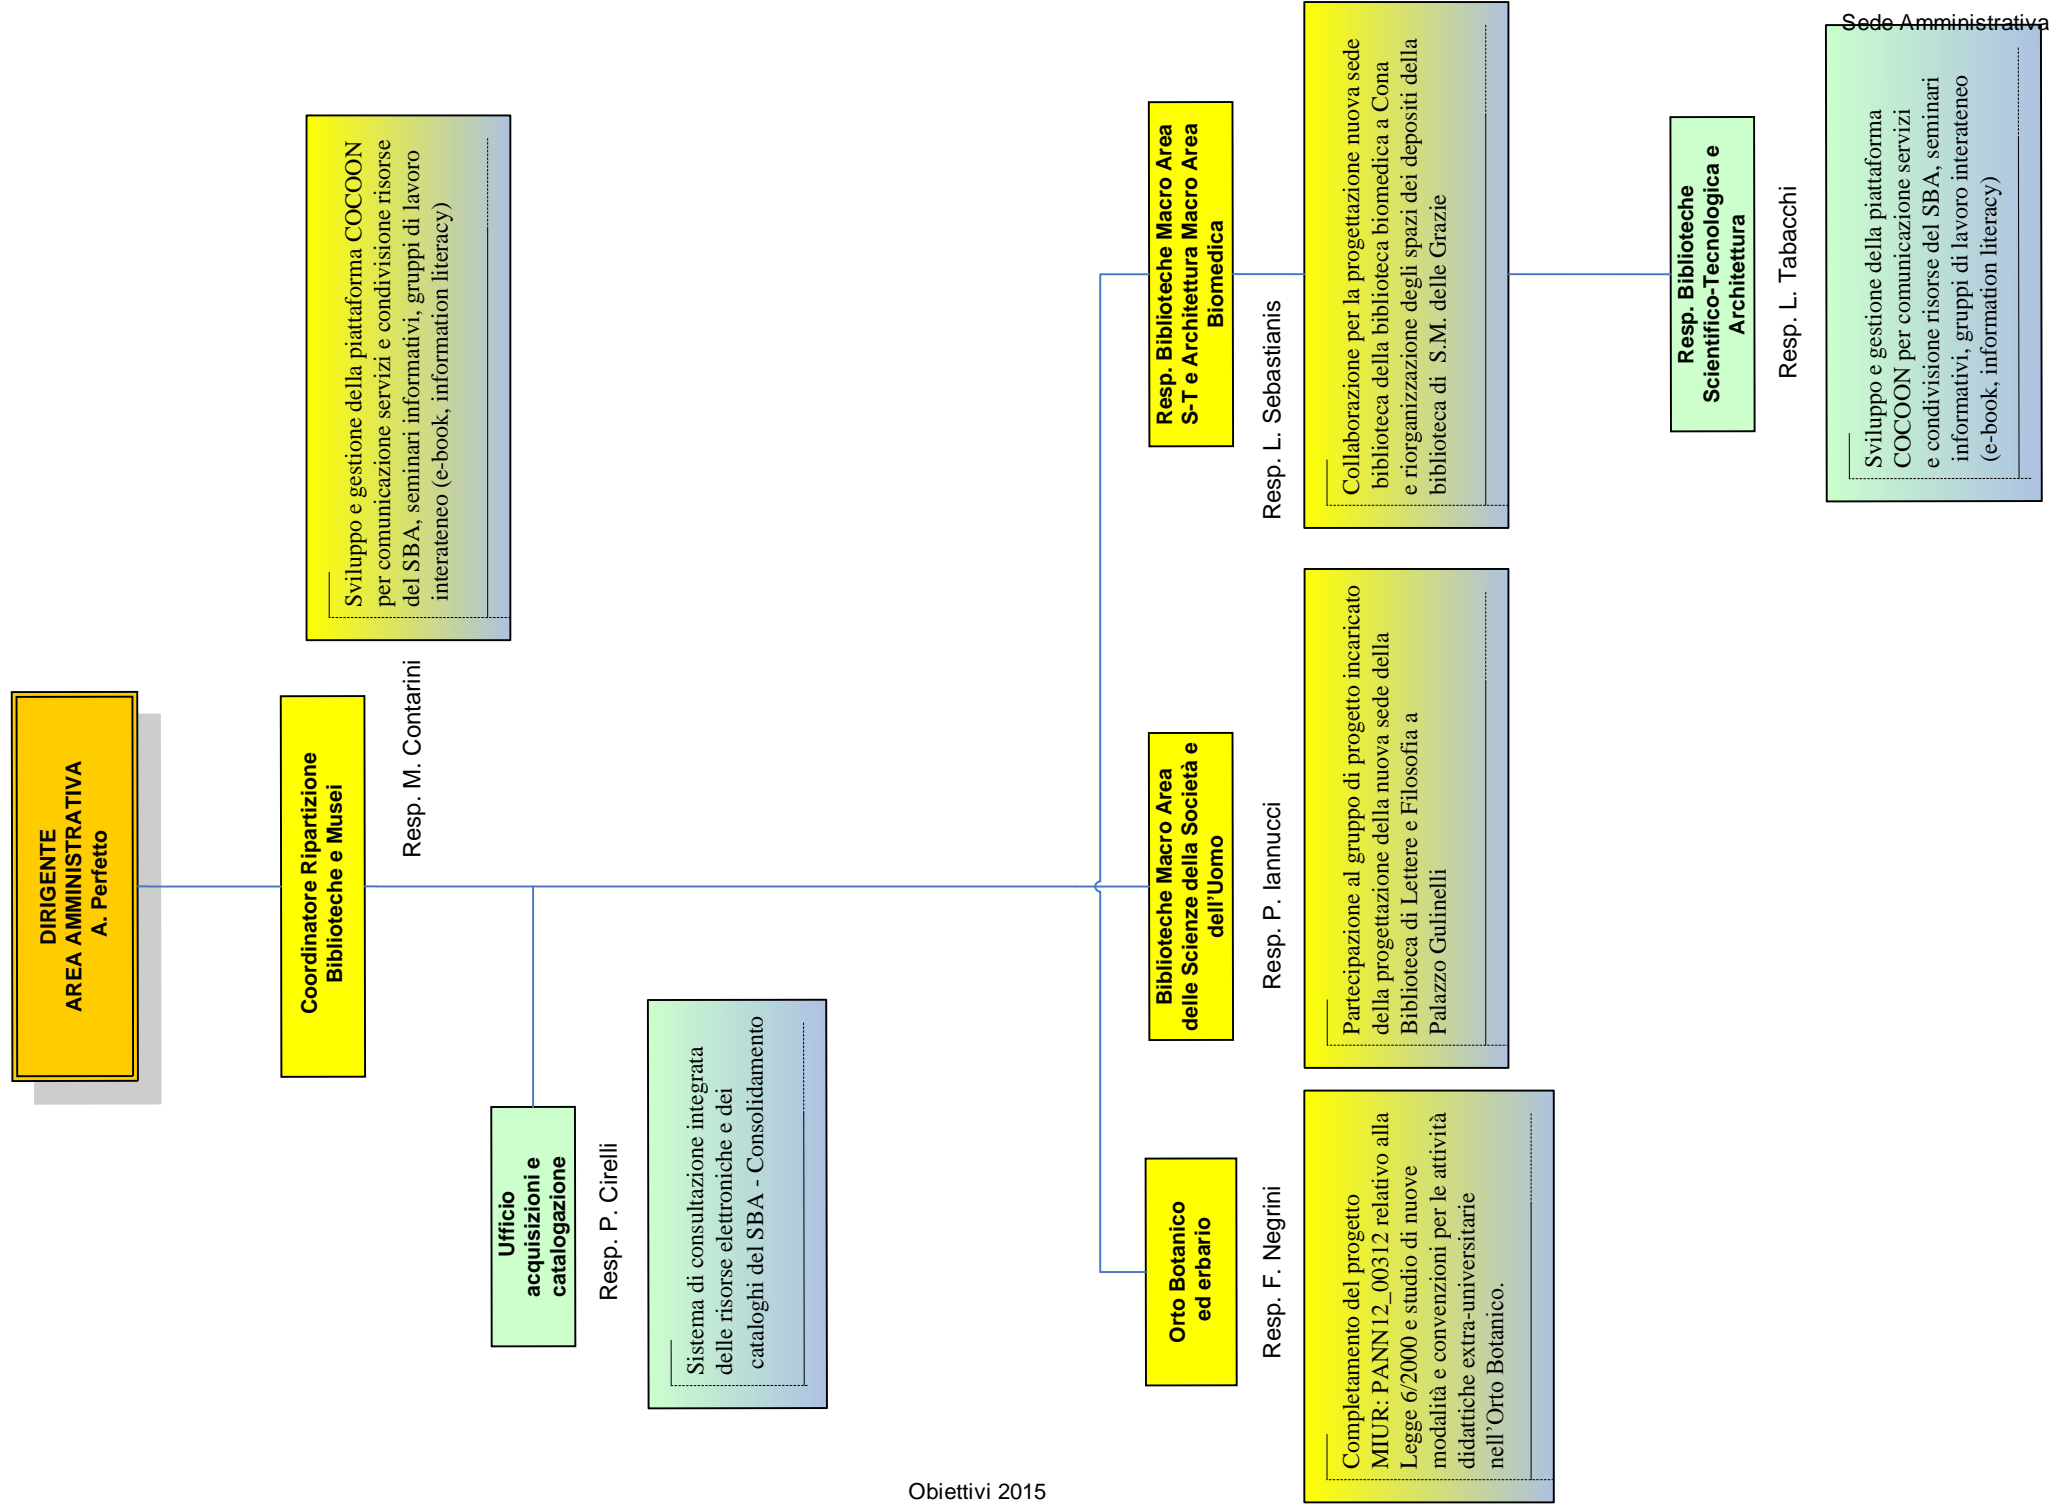 Sede Amministrativa
DIRIGENTE
AREA AMMINISTRATIVA
A. Perfetto
Coordinatore Ripartizione
Biblioteche e Musei
Resp. M. Contarini
Sviluppo e gestione della piattaforma COCOON
per comunicazione servizi e condivisione risorse
del SBA, seminari informativi, gruppi di lavoro
interateneo (e-book, information literacy)
Ufficio
acquisizioni e
catalogazione
Resp. P. Cirelli
Sistema di consultazione integrata
delle risorse elettroniche e dei
cataloghi del SBA - Consolidamento
Orto Botanico
ed erbario
Resp. F. Negrini
Completamento del progetto
MIUR: PANN12_00312 relativo alla
Legge 6/2000 e studio di nuove
modalità e convenzioni per le attività
didattiche extra-universitarie
nell'Orto Botanico.
Biblioteche Macro Area
delle Scienze della Società e
dell'Uomo
Resp. P. Iannucci
Partecipazione al gruppo di progetto incaricato
della progettazione della nuova sede della
Biblioteca di Lettere e Filosofia a
Palazzo Gulinelli
Resp. Biblioteche Macro Area
S-T e Architettura Macro Area
Biomedica
Resp. L. Sebastianis
Collaborazione per la progettazione nuova sede
biblioteca della biblioteca biomedica a Cona
e riorganizzazione degli spazi dei depositi della
biblioteca di S.M. delle Grazie
Resp. Biblioteche
Scientifico-Tecnologica e
Architettura
Resp. L. Tabacchi
Sviluppo e gestione della piattaforma
COCOON per comunicazione servizi
e condivisione risorse del SBA, seminari
informativi, gruppi di lavoro interateneo
(e-book, information literacy)
Obiettivi 2015